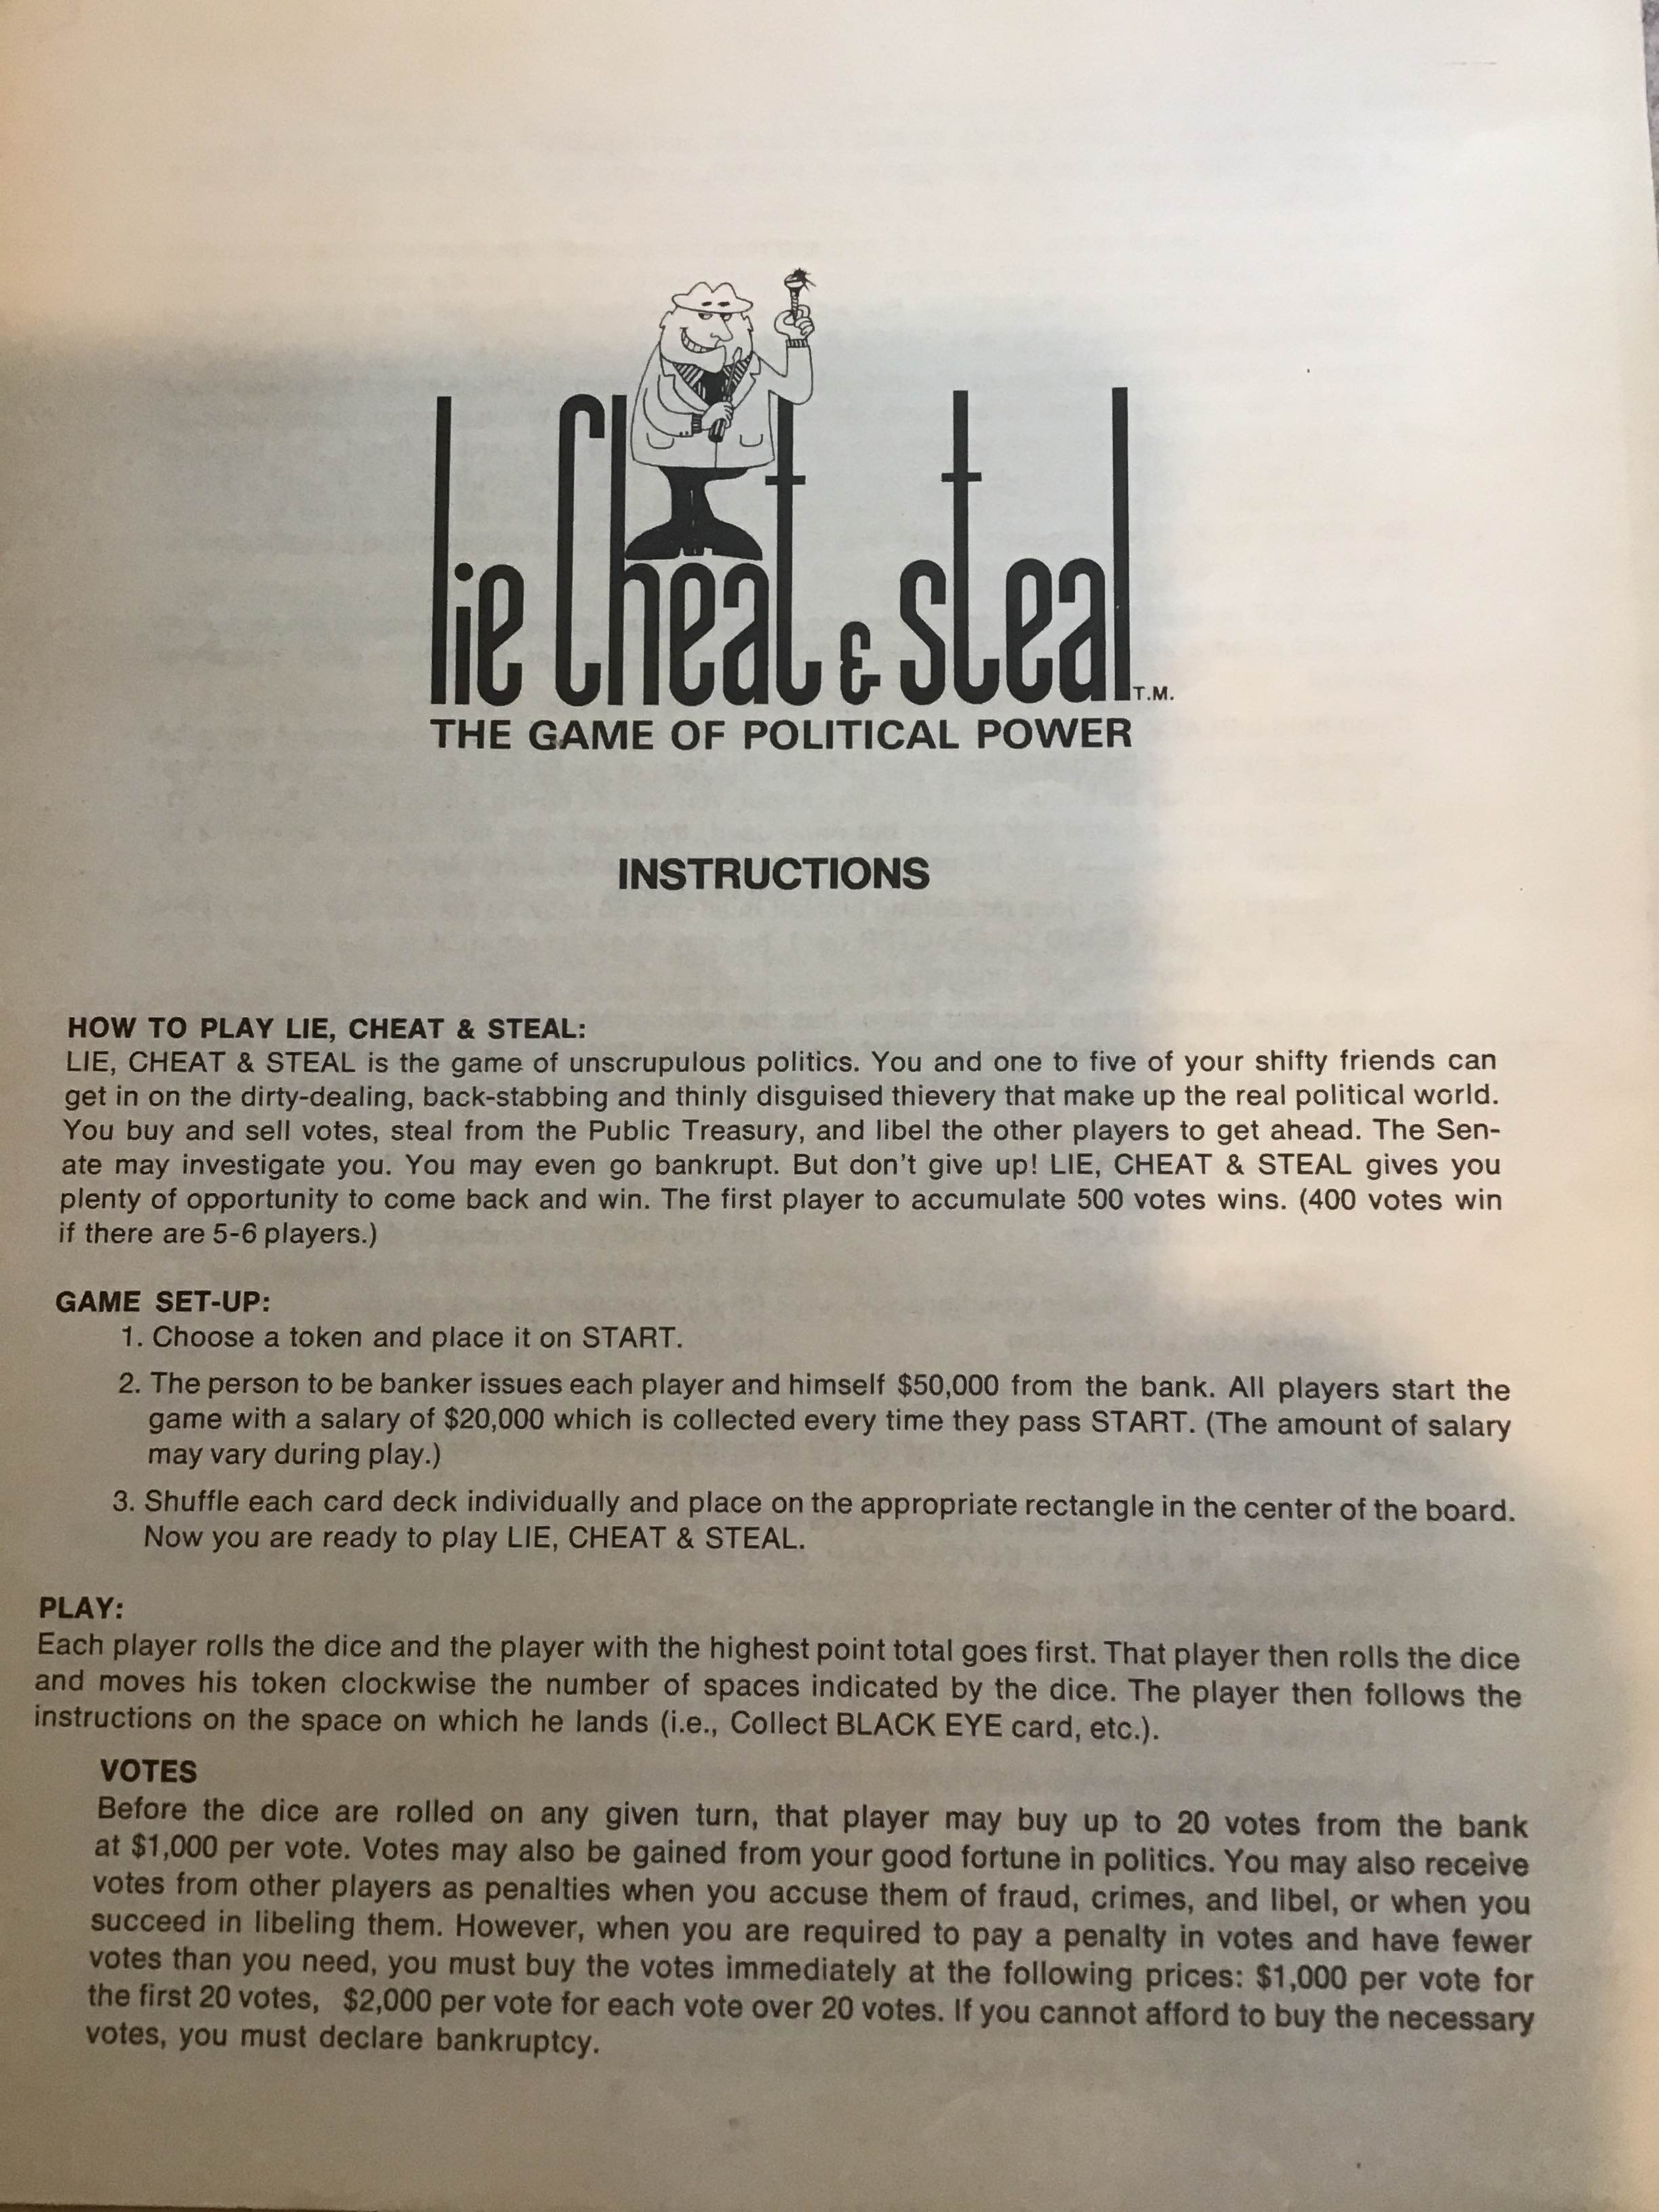 lie Cheat & steal T.M.
THE GAME OF POLITICAL POWER
INSTRUCTIONS
HOW TO PLAY LIE, CHEAT & STEAL:
LIE, CHEAT & STEAL is the game of unscrupulous politics. You and one to five of your shifty friends can
get in on the dirty-dealing, back-stabbing and thinly disguised thievery that make up the real political world.
You buy and sell votes, steal from the Public Treasury, and libel the other players to get ahead. The Sen-
ate may investigate you. You may even go bankrupt. But don't give up! LIE, CHEAT & STEAL gives you
plenty of opportunity to come back and win. The first player to accumulate 500 votes wins. (400 votes win
if there are 5-6 players.)
GAME SET-UP:
1. Choose a token and place it on START.
2. The person to be banker issues each player and himself $50,000 from the bank. All players start the
game with a salary of $20,000 which is collected every time they pass START. (The amount of salary
may vary during play.)
3. Shuffle each card deck individually and place on the appropriate rectangle in the center of the board.
Now you are ready to play LIE, CHEAT & STEAL.
PLAY:
Each player rolls the dice and the player with the highest point total goes first. That player then rolls the dice
and moves his token clockwise the number of spaces indicated by the dice. The player then follows the
instructions on the space on which he lands (i.e., Collect BLACK EYE card, etc.).
VOTES
Before the dice are rolled on any given turn, that player may buy up to 20 votes from the bank
at $1,000 per vote. Votes may also be gained from your good fortune in politics. You may also receive
votes from other players as penalties when you accuse them of fraud, crimes, and libel, or when you
succeed in libeling them. However, when you are required to pay a penalty in votes and have fewer
votes than you need, you must buy the votes immediately at the following prices: $1,000 per vote for
the first 20 votes, $2,000 per vote for each vote over 20 votes. If you cannot afford to buy the necessary
votes, you must declare bankruptcy.